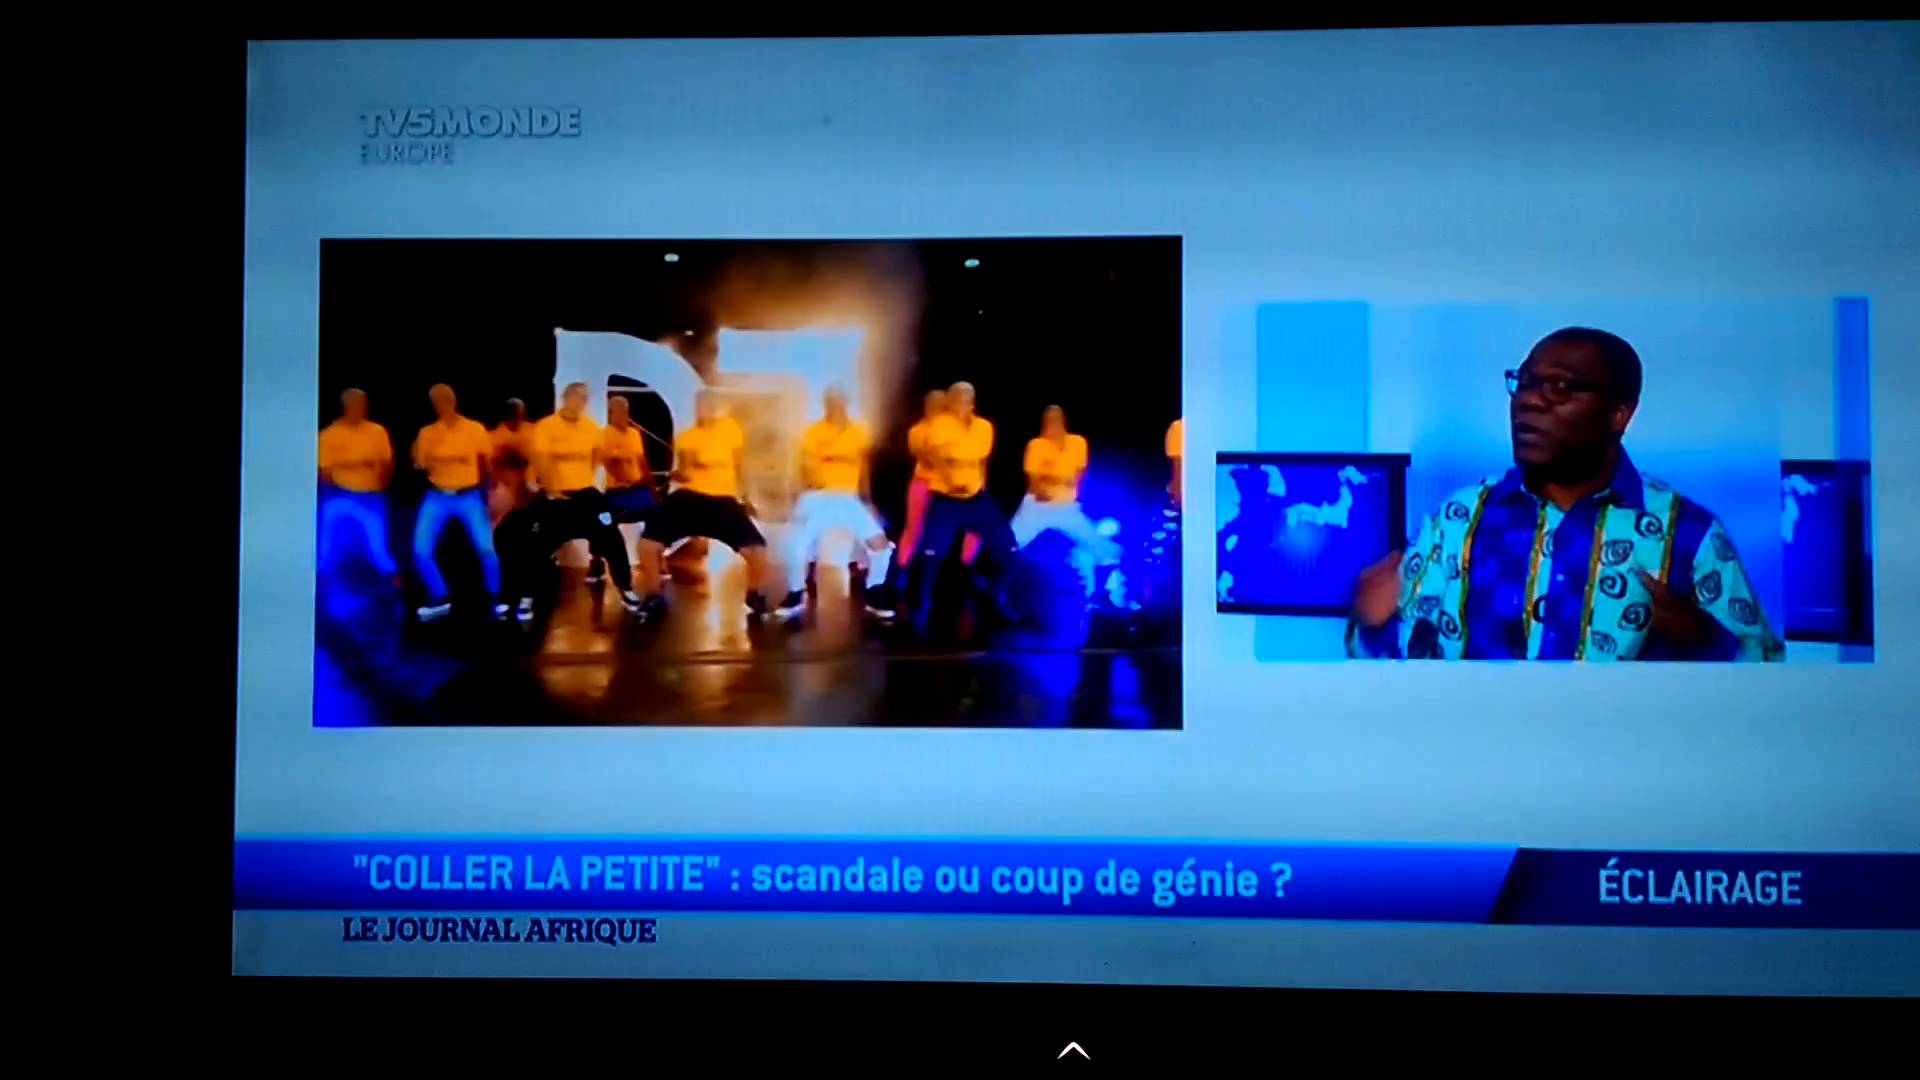 TV5MONDE
EUROPE
"COLLER LA PETITE" : scandale ou coup de génie ?
ÉCLAIRAGE
LE JOURNAL AFRIQUE